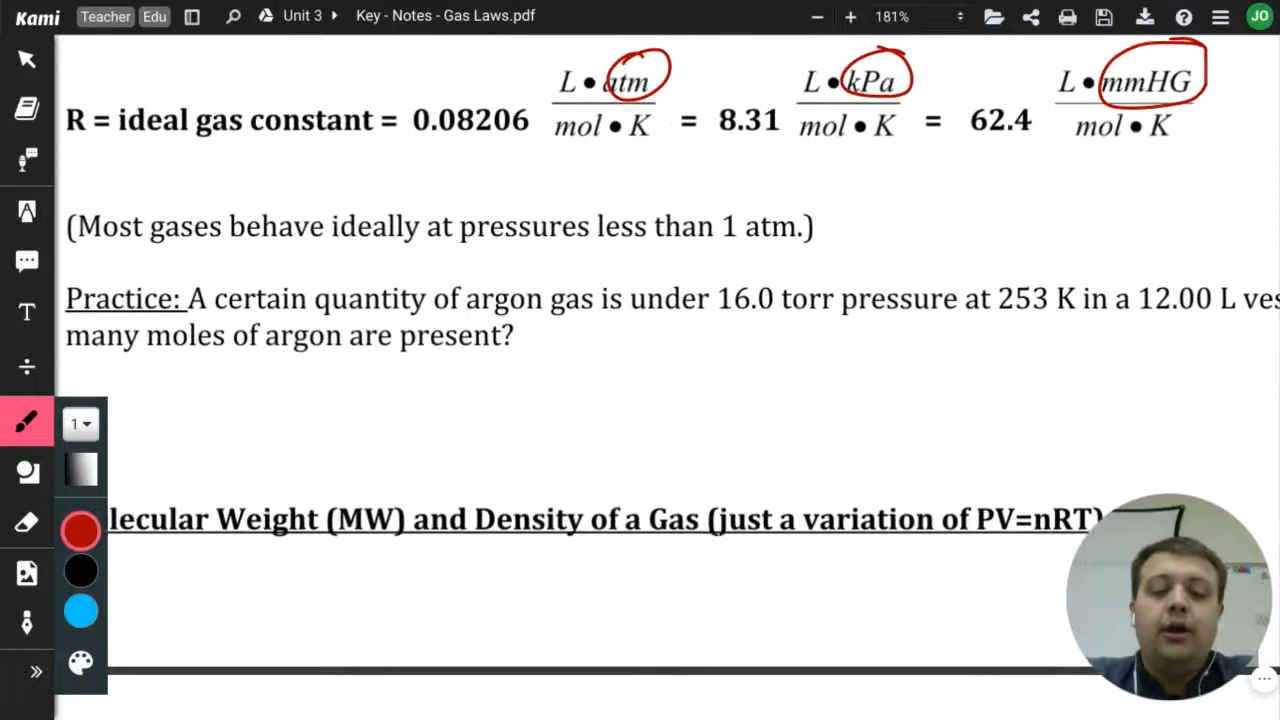 Kami Teacher Edu Unit 3 Key - Notes - Gas Laws.pdf 181% JO
R = ideal gas constant = 0.08206 L • atm / mol • K = 8.31 L • kPa / mol • K = 62.4 L • mmHG / mol • K
(Most gases behave ideally at pressures less than 1 atm.)
Practice: A certain quantity of argon gas is under 16.0 torr pressure at 253 K in a 12.00 L ves
many moles of argon are present?
1
lecular Weight (MW) and Density of a Gas (just a variation of PV=nRT)